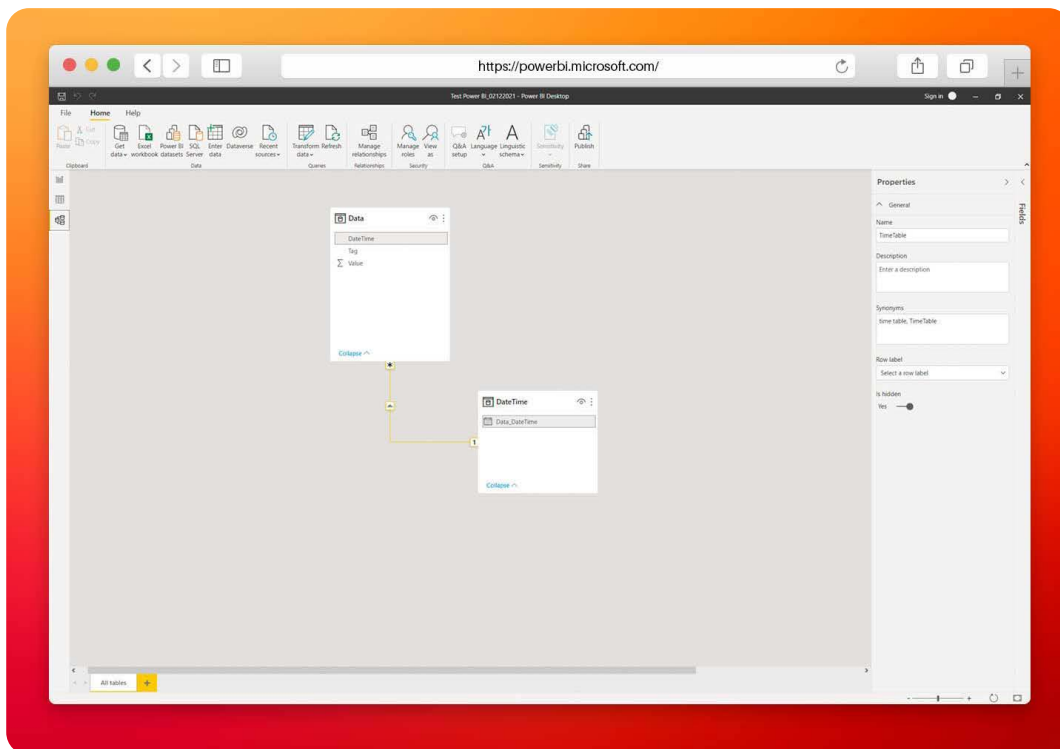 https://powerbi.microsoft.com/
Test Power BI_02122021 - Power BI Desktop
Sign in
File Home Help
Paste
Cut
Copy
Get data
Excel workbook
Power BI datasets
SQL Server
Enter data
Dataverse
Recent sources
Transform data
Refresh
Manage relationships
Manage roles
View as
Q&A setup
Language
Linguistic schema
Sensitivity
Publish
Clipboard Data Queries Relationships Security Q&A Sensitivity Share
Data
DateTime
Tag
Σ Value
Collapse
*
1
DateTime
Data_DateTime
Collapse
Properties
Fields
General
Name
TimeTable
Description
Enter a description
Synonyms
time table, TimeTable
Row label
Select a row label
Is hidden
Yes
All tables +
- +